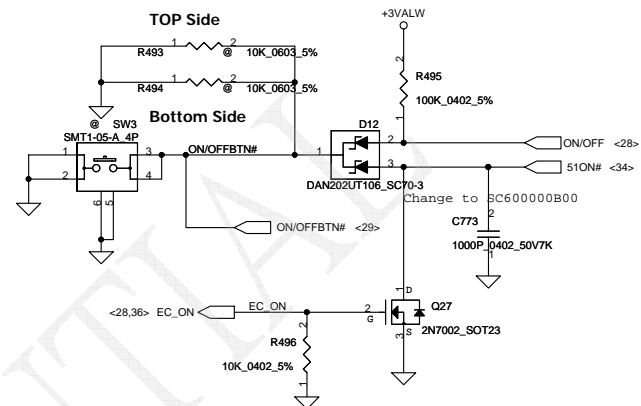 TOP Side
+3VALW
R493 1 2 @ 10K_0603_5%
R494 1 2 @ 10K_0603_5%
2 R495
1 100K_0402_5%
Bottom Side
@ SW3
SMT1-05-A_4P
1 3
2 4
6 5
ON/OFFBTN#
D12
1 2 3
DAN202UT106_SC70-3
ON/OFF <28>
51ON# <34>
Change to SC600000B00
2
C773
1000P_0402_50V7K
1
ON/OFFBTN# <29>
<28,36> EC_ON EC_ON
2 G
1 D
3 S
Q27
2N7002_SOT23
2
R496
10K_0402_5%
1
NTIAL